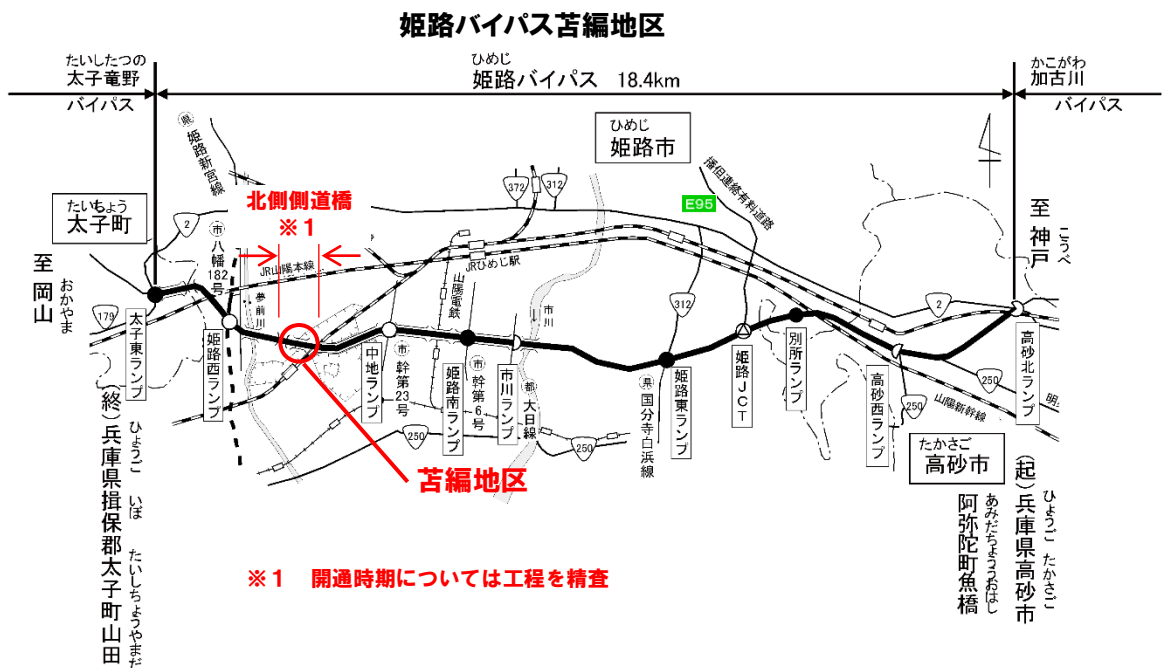 姫路バイパス苫編地区
たいしたつの
太子竜野
バイパス
ひめじ
姫路バイパス 18.4km
かこがわ
加古川
バイパス
県
姫路新宮線
ひめじ
姫路市
播但連絡有料道路
E95
372
312
北側側道橋
※1
たいちょう
太子町
2
市
八幡
182号
JR山陽本線
JRひめじ駅
山陽電鉄
夢前川
市川
至岡山
おかやま
至神戸
こうべ
179
312
2
太子東ランプ
姫路西ランプ
中地ランプ
市
幹第23号
姫路南ランプ
市
幹第6号
市川ランプ
都
大日線
県
国分寺白浜線
姫路東ランプ
姫路JCT
別所ランプ
高砂西ランプ
高砂北ランプ
250
250
250
250
山陽新幹線
明
苫編地区
たかさご
高砂市
(終)兵庫県揖保郡太子町山田
ひょうご いぼ たいしちょうやまだ
(起)兵庫県高砂市
ひょうご たかさご
阿弥陀町魚橋
あみだちょううおはし
※1 開通時期については工程を精査